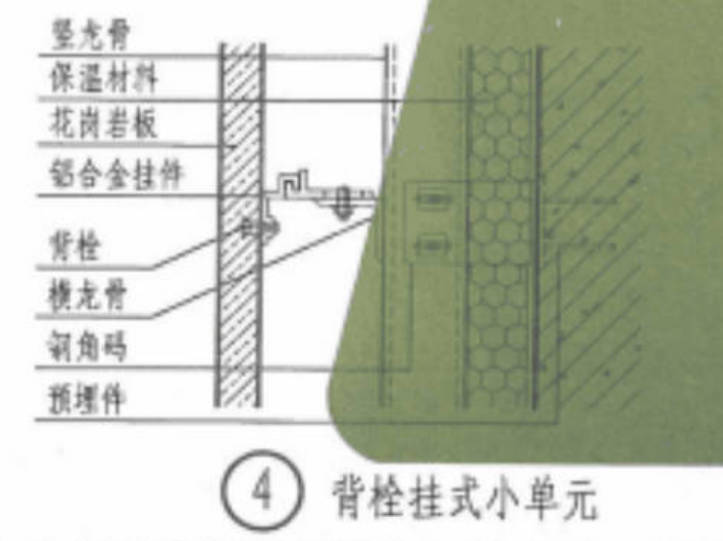 竖龙骨
保温材料
花岗岩板
铝合金挂件
背栓
横龙骨
钢角码
预埋件
4 背栓挂式小单元